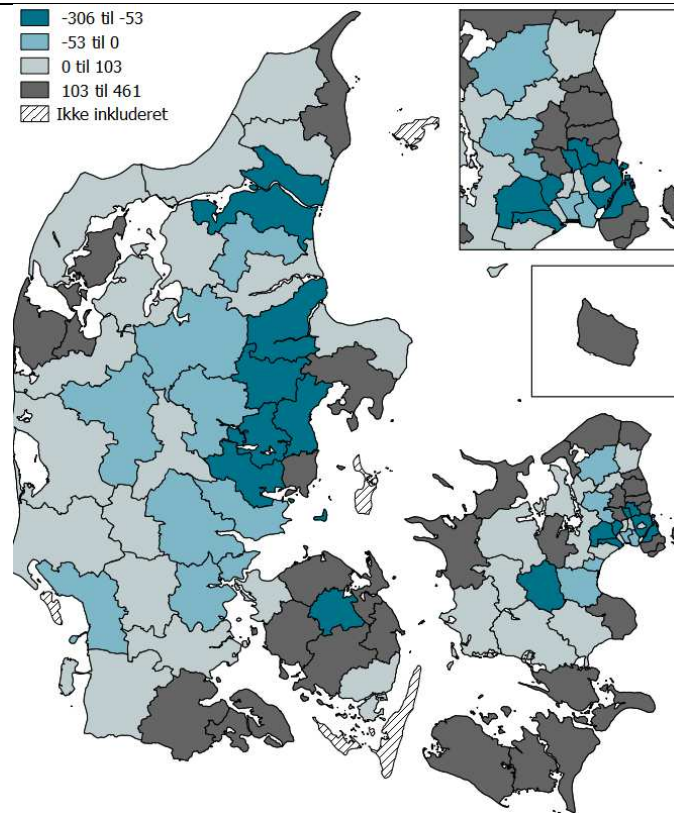 -306 til -53
-53 til 0
0 til 103
103 til 461
Ikke inkluderet